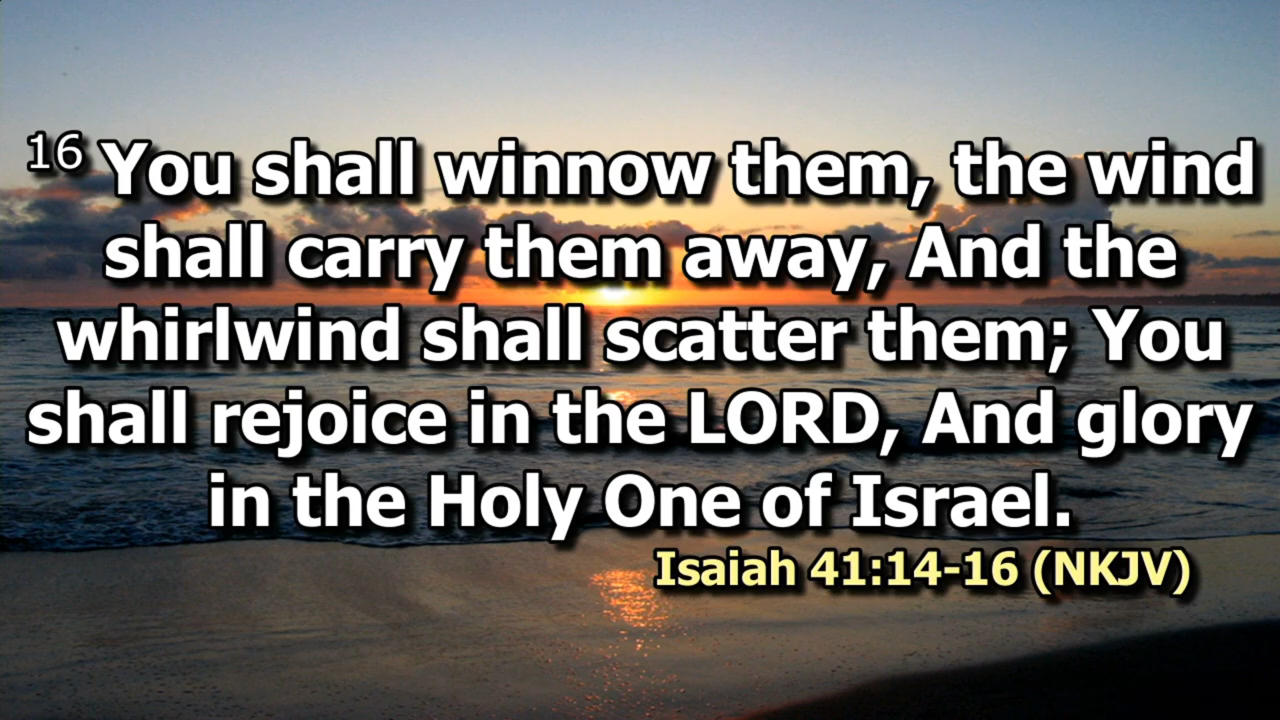 16 You shall winnow them, the wind
shall carry them away, And the
whirlwind shall scatter them; You
shall rejoice in the LORD, And glory
in the Holy One of Israel.
Isaiah 41:14-16 (NKJV)